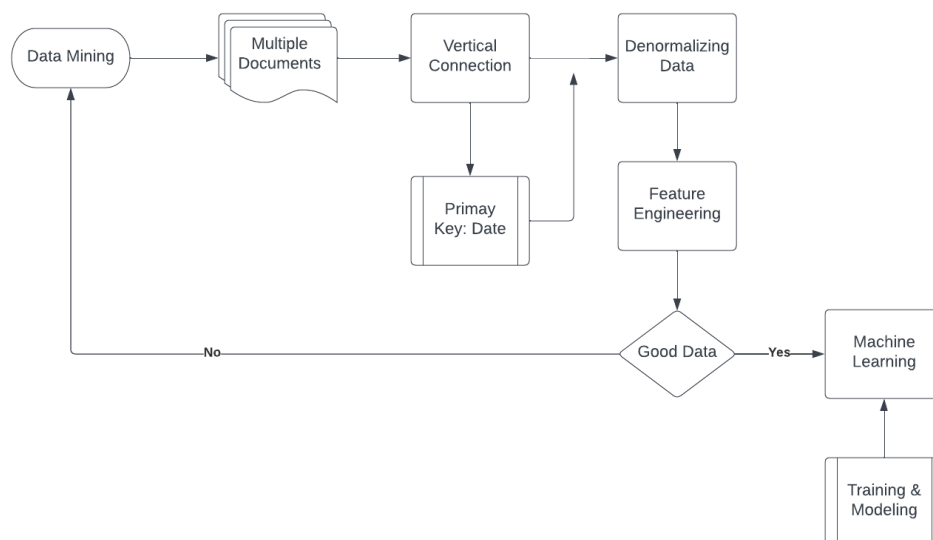 Data Mining
Multiple
Documents
Vertical
Connection
Denormalizing
Data
Primay
Key: Date
Feature
Engineering
No
Good Data
Yes
Machine
Learning
Training &
Modeling